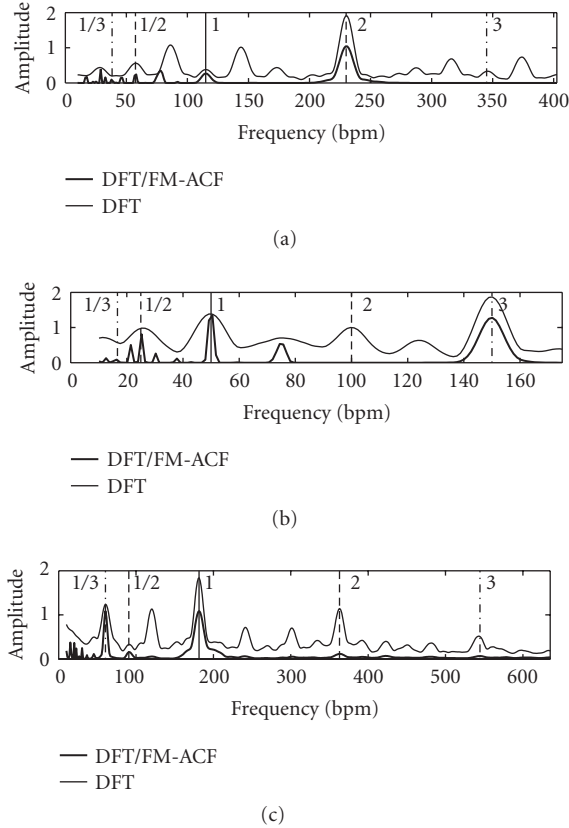 Amplitude
2
1
0
1/3
1/2
1
2
3
0 50 100 150 200 250 300 350 400
Frequency (bpm)
DFT/FM-ACF
DFT
(a)
Amplitude
2
1
0
1/3
1/2
1
2
3
20 40 60 80 100 120 140 160
Frequency (bpm)
DFT/FM-ACF
DFT
(b)
Amplitude
2
1
0
1/3
1/2
1
2
3
0 100 200 300 400 500 600
Frequency (bpm)
DFT/FM-ACF
DFT
(c)